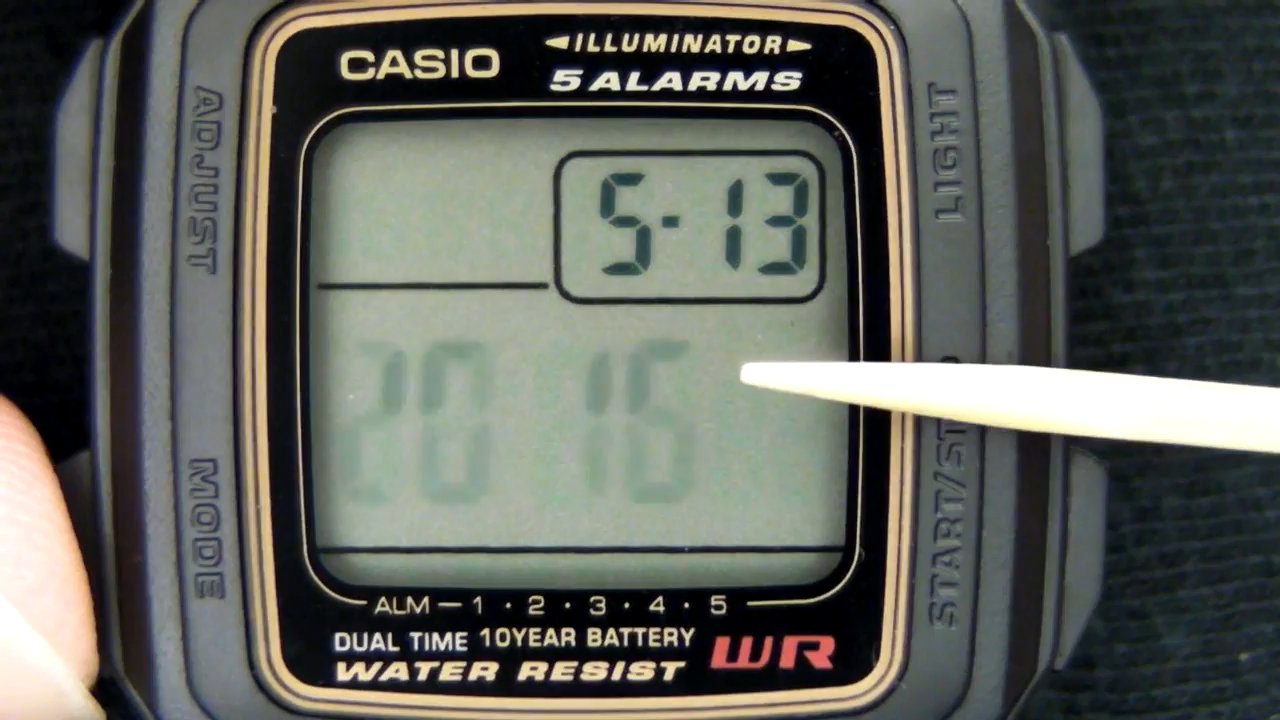 CASIO
ILLUMINATOR
5 ALARMS
ADJUST
LIGHT
5-13
20 16
MODE
START/ST
ALM — 1 · 2 · 3 · 4 · 5
DUAL TIME 10YEAR BATTERY
WATER RESIST
WR